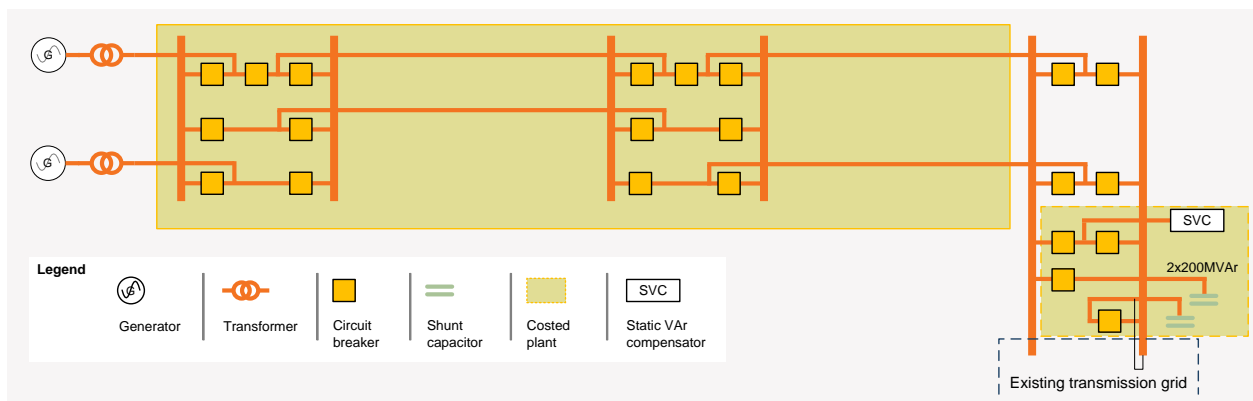 G
G
SVC
2x200MVAr
Legend
G
SVC
Generator
Transformer
Circuit
breaker
Shunt
capacitor
Costed
plant
Static VAr
compensator
Existing transmission grid